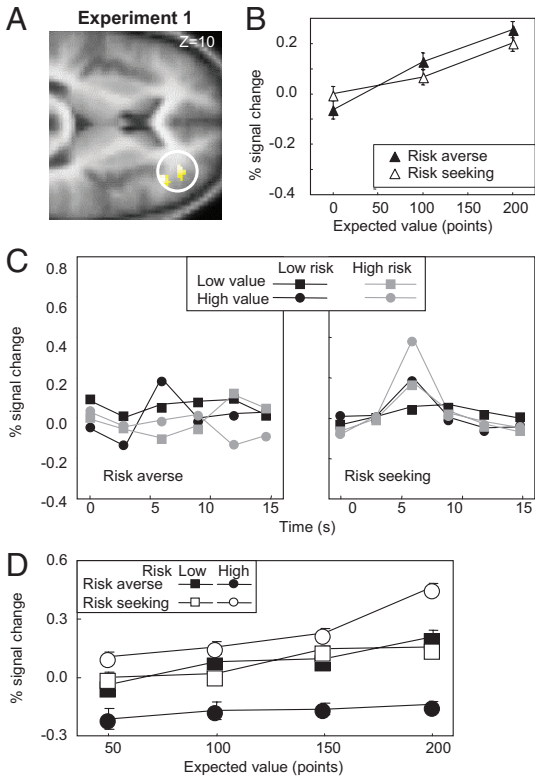 A
Experiment 1
Z=10
B
% signal change
0.2
0.0
-0.2
-0.4
Risk averse
Risk seeking
0 50 100 150 200
Expected value (points)
C
% signal change
0.8
0.6
0.4
0.2
0.0
-0.2
-0.4
Low risk High risk
Low value
High value
Risk averse
Risk seeking
0 5 10 15
0 5 10 15
Time (s)
D
% signal change
0.6
0.3
0.0
-0.3
Risk Low High
Risk averse
Risk seeking
50 100 150 200
Expected value (points)